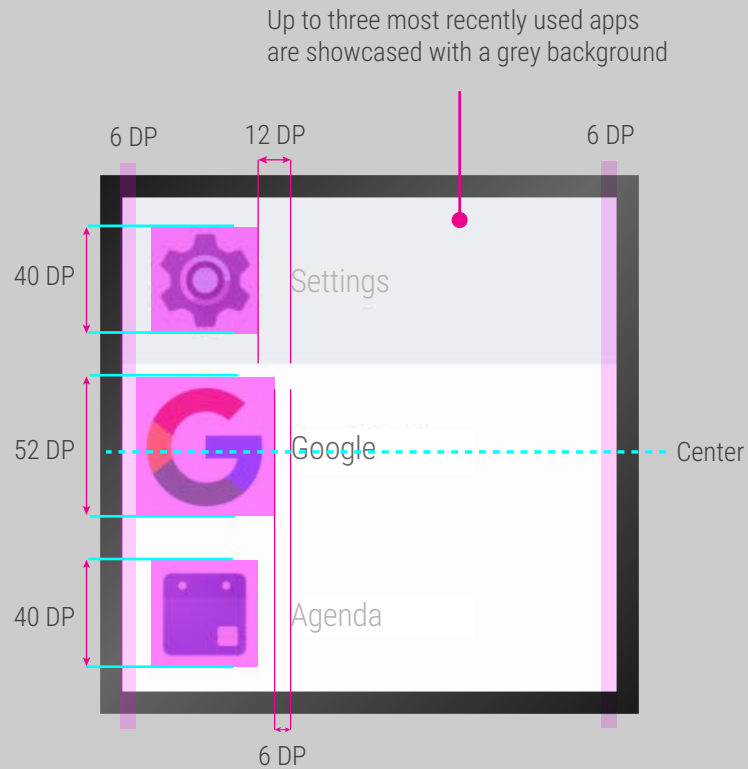 Up to three most recently used apps
are showcased with a grey background
6 DP
12 DP
6 DP
40 DP
Settings
52 DP
Google
Center
40 DP
Agenda
6 DP